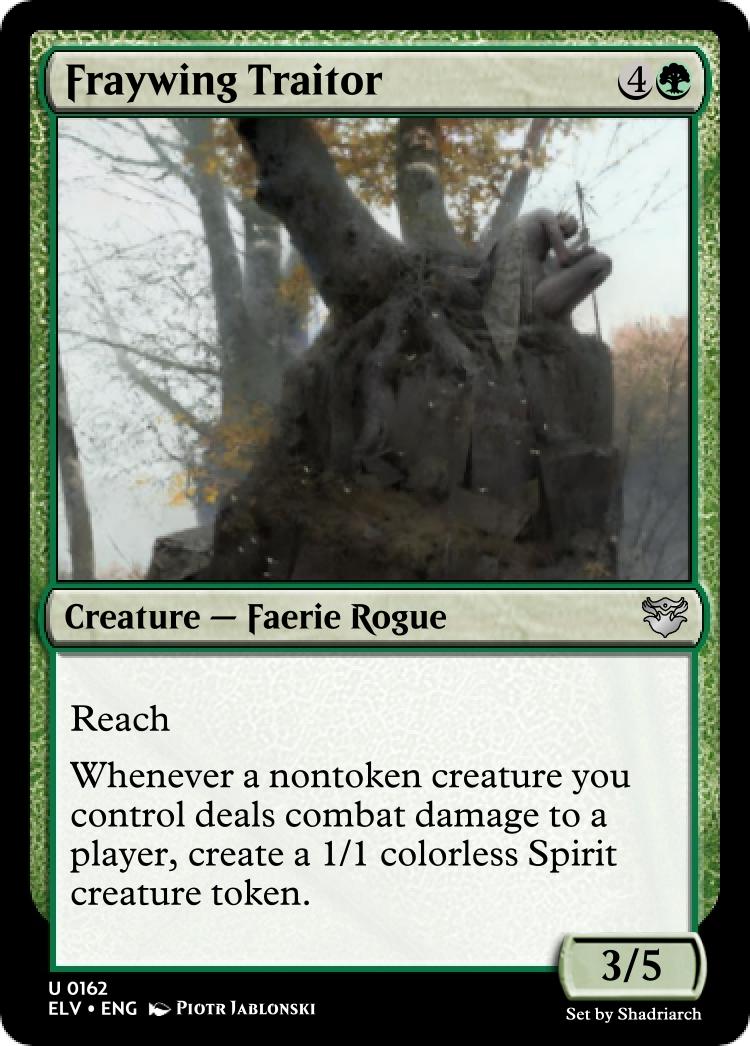 Fraywing Traitor 4
Creature — Faerie Rogue
Reach
Whenever a nontoken creature you
control deals combat damage to a
player, create a 1/1 colorless Spirit
creature token.
3/5
U 0162
ELV • ENG Piotr Jablonski
Set by Shadriarch